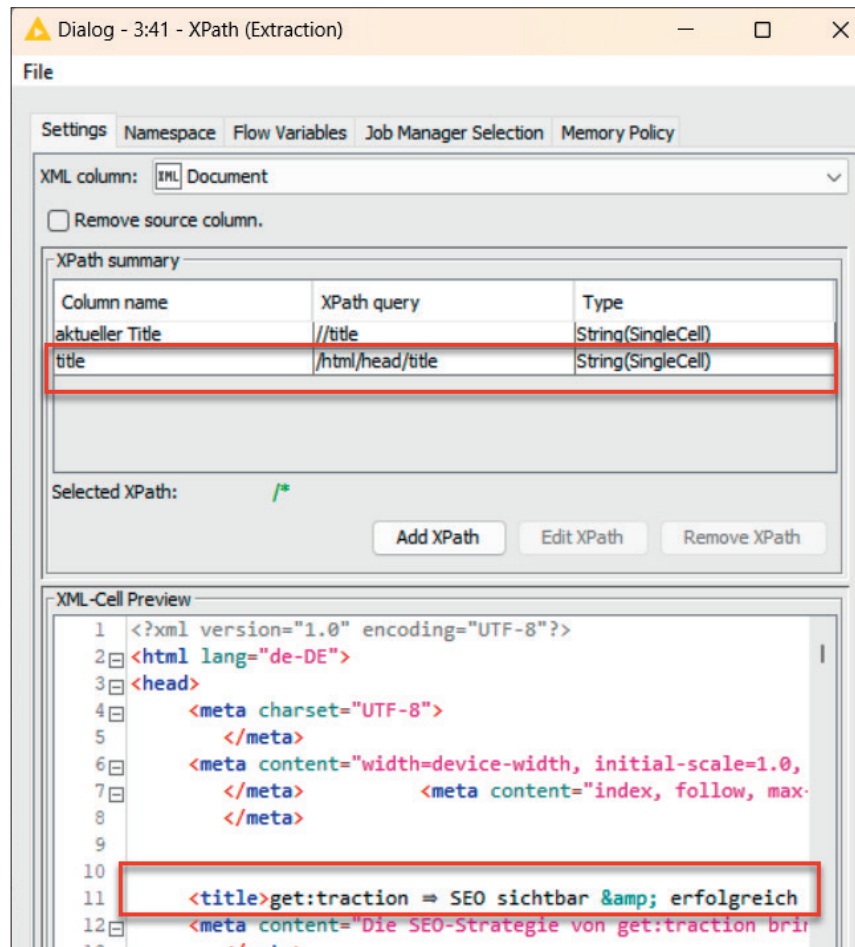 Dialog - 3:41 - XPath (Extraction)
File
Settings Namespace Flow Variables Job Manager Selection Memory Policy
XML column: XML Document
Remove source column.
XPath summary
Column name XPath query Type
aktueller Title //title String(SingleCell)
title /html/head/title String(SingleCell)
Selected XPath: /*
Add XPath Edit XPath Remove XPath
XML-Cell Preview
1 <?xml version="1.0" encoding="UTF-8"?>
2 <html lang="de-DE">
3 <head>
4 <meta charset="UTF-8">
5 </meta>
6 <meta content="width=device-width, initial-scale=1.0,
7 </meta> <meta content="index, follow, max-
8 </meta>
9
10
11 <title>get:traction ⇒ SEO sichtbar &amp; erfolgreich
12 <meta content="Die SEO-Strategie von get:traction brin